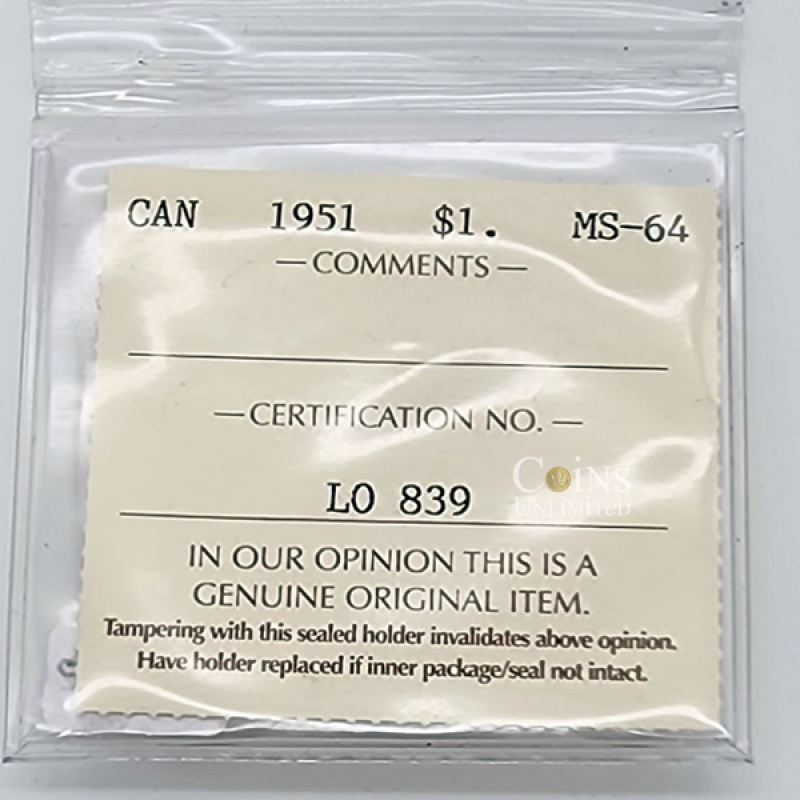 CAN 1951 $1. MS-64
—COMMENTS—
—CERTIFICATION NO.—
LO 839
COiNS
UNLIMITED
IN OUR OPINION THIS IS A
GENUINE ORIGINAL ITEM.
Tampering with this sealed holder invalidates above opinion.
Have holder replaced if inner package/seal not intact.